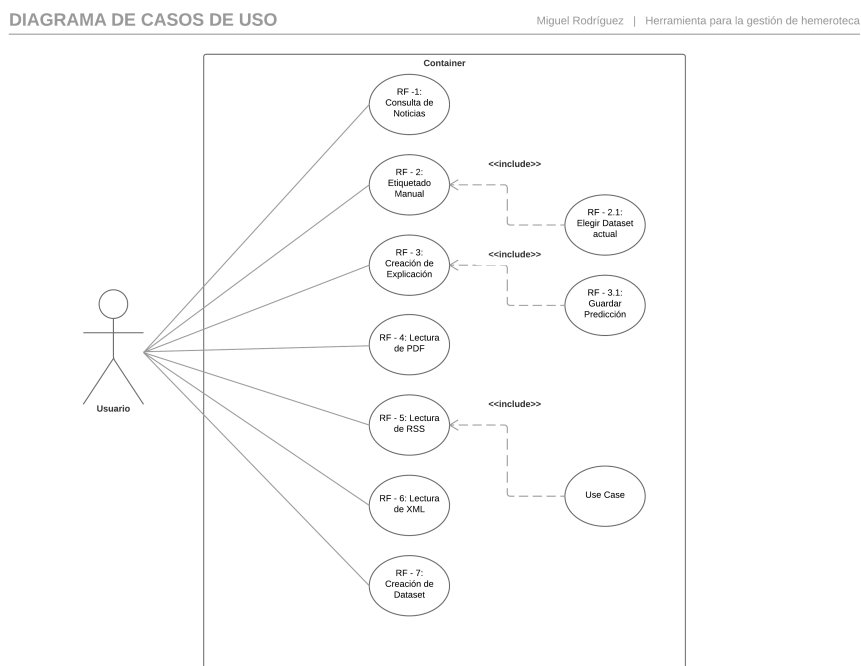 DIAGRAMA DE CASOS DE USO
Miguel Rodríguez | Herramienta para la gestión de hemeroteca
Container
RF -1:
Consulta de
Noticias
RF - 2:
Etiquetado
Manual
<<include>>
RF - 2.1:
Elegir Dataset
actual
RF - 3:
Creación de
Explicación
<<include>>
RF - 3.1:
Guardar
Predicción
RF - 4: Lectura
de PDF
Usuario
RF - 5: Lectura
de RSS
<<include>>
Use Case
RF - 6: Lectura
de XML
RF - 7:
Creación de
Dataset